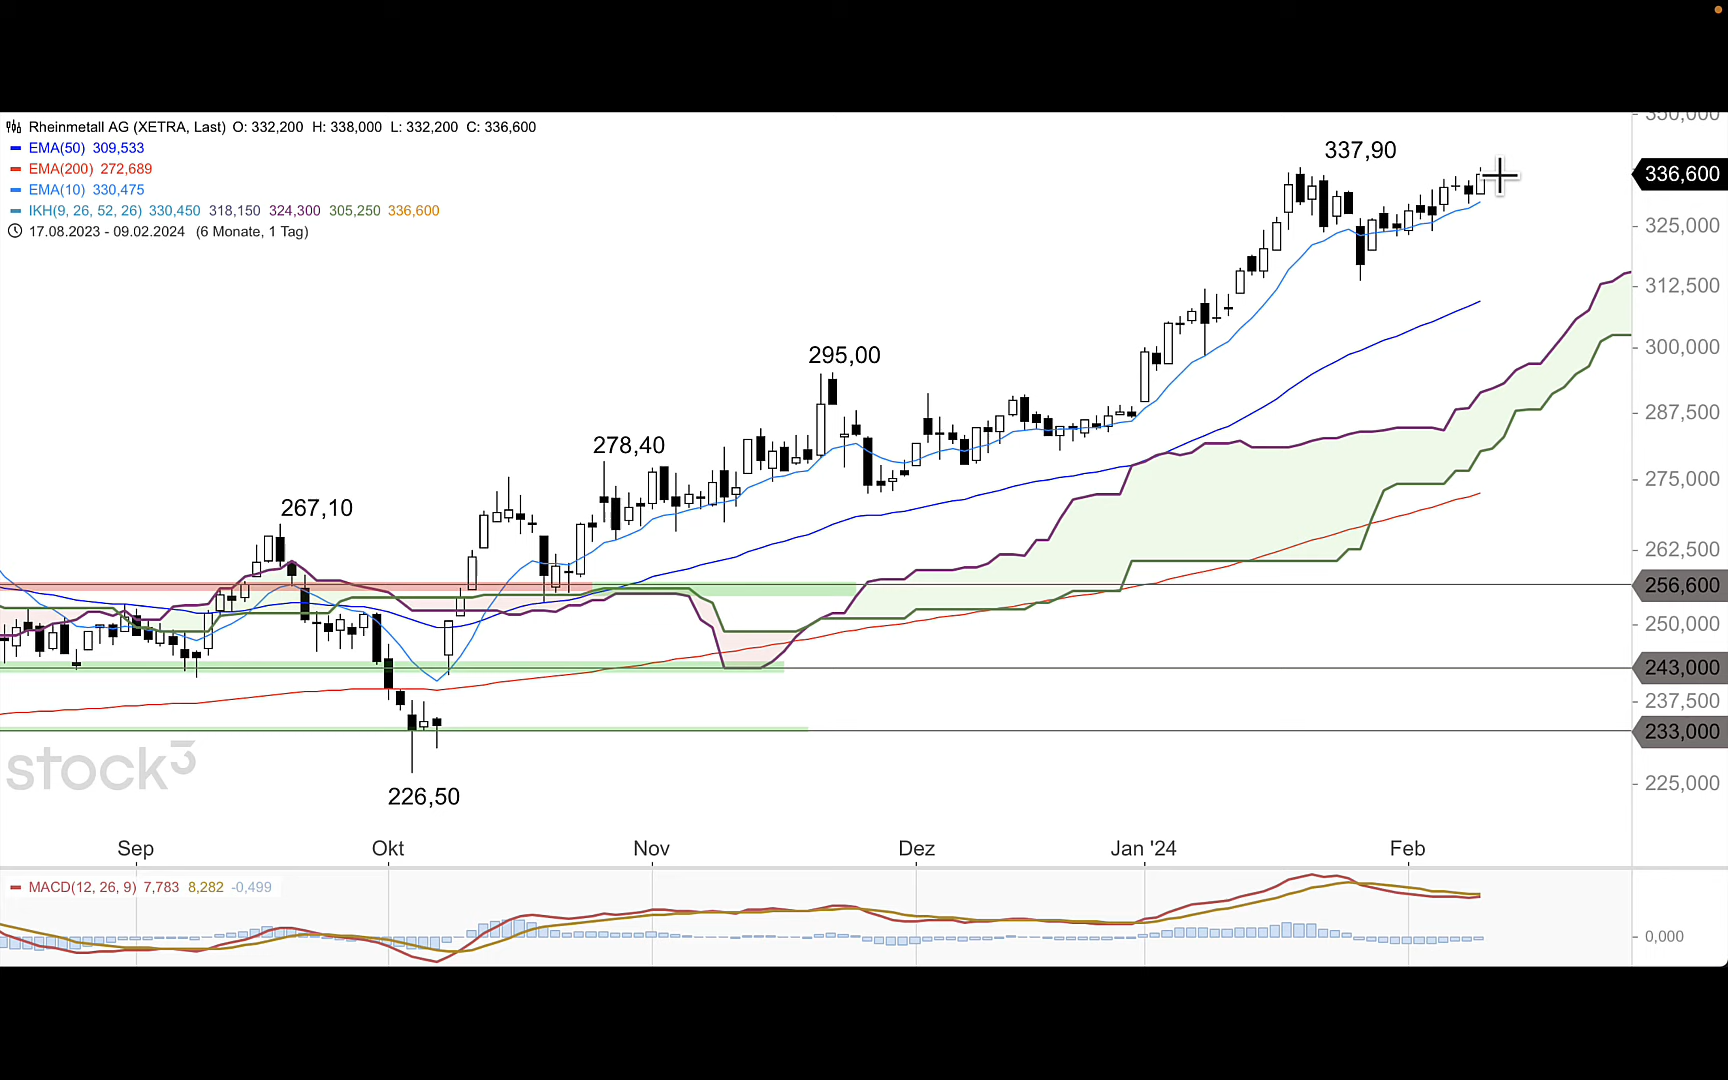 Rheinmetall AG (XETRA, Last) O: 332,200 H: 338,000 L: 332,200 C: 336,600
EMA(50) 309,533
EMA(200) 272,689
EMA(10) 330,475
IKH(9, 26, 52, 26) 330,450 318,150 324,300 305,250 336,600
17.08.2023 - 09.02.2024 (6 Monate, 1 Tag)
337,90
295,00
278,40
267,10
226,50
350,000
336,600
325,000
312,500
300,000
287,500
275,000
262,500
256,600
250,000
243,000
237,500
233,000
225,000
stock3
Sep Okt Nov Dez Jan '24 Feb
MACD(12, 26, 9) 7,783 8,282 -0,499
0,000